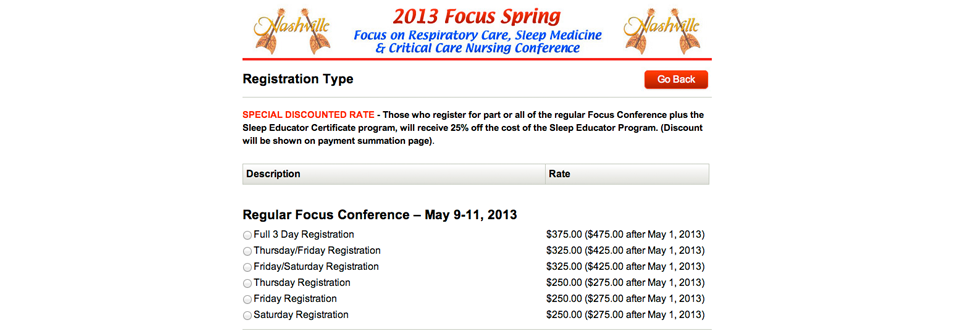 Nashville 2013 Focus Spring Nashville
Focus on Respiratory Care, Sleep Medicine
& Critical Care Nursing Conference
Registration Type Go Back
SPECIAL DISCOUNTED RATE - Those who register for part or all of the regular Focus Conference plus the
Sleep Educator Certificate program, will receive 25% off the cost of the Sleep Educator Program. (Discount
will be shown on payment summation page).
Description Rate
Regular Focus Conference – May 9-11, 2013
Full 3 Day Registration $375.00 ($475.00 after May 1, 2013)
Thursday/Friday Registration $325.00 ($425.00 after May 1, 2013)
Friday/Saturday Registration $325.00 ($425.00 after May 1, 2013)
Thursday Registration $250.00 ($275.00 after May 1, 2013)
Friday Registration $250.00 ($275.00 after May 1, 2013)
Saturday Registration $250.00 ($275.00 after May 1, 2013)